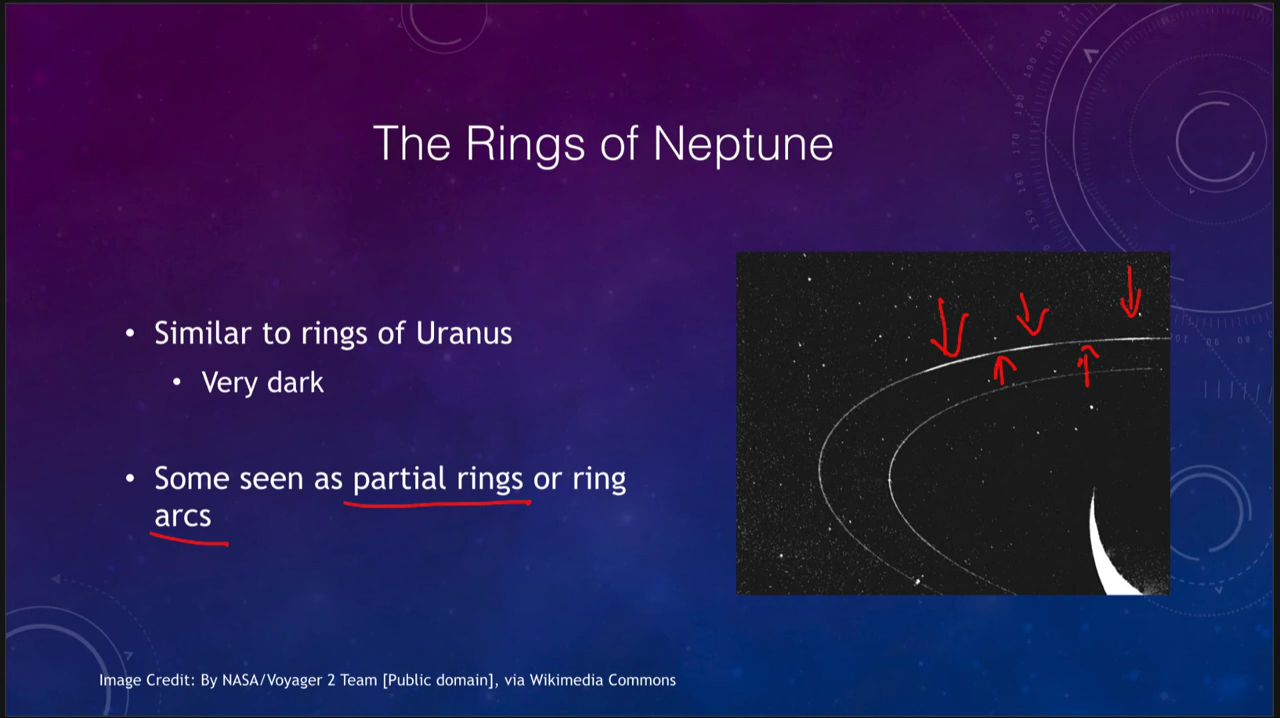 The Rings of Neptune
• Similar to rings of Uranus
• Very dark
• Some seen as partial rings or ring
arcs
Image Credit: By NASA/Voyager 2 Team [Public domain], via Wikimedia Commons